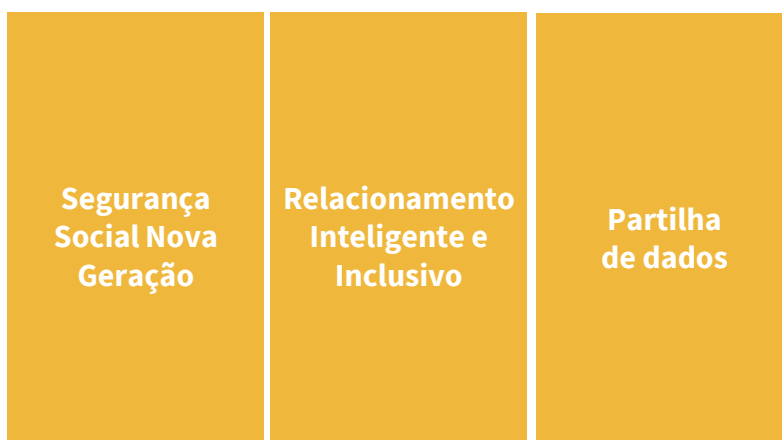 Segurança
Social Nova
Geração
Relacionamento
Inteligente e
Inclusivo
Partilha
de dados